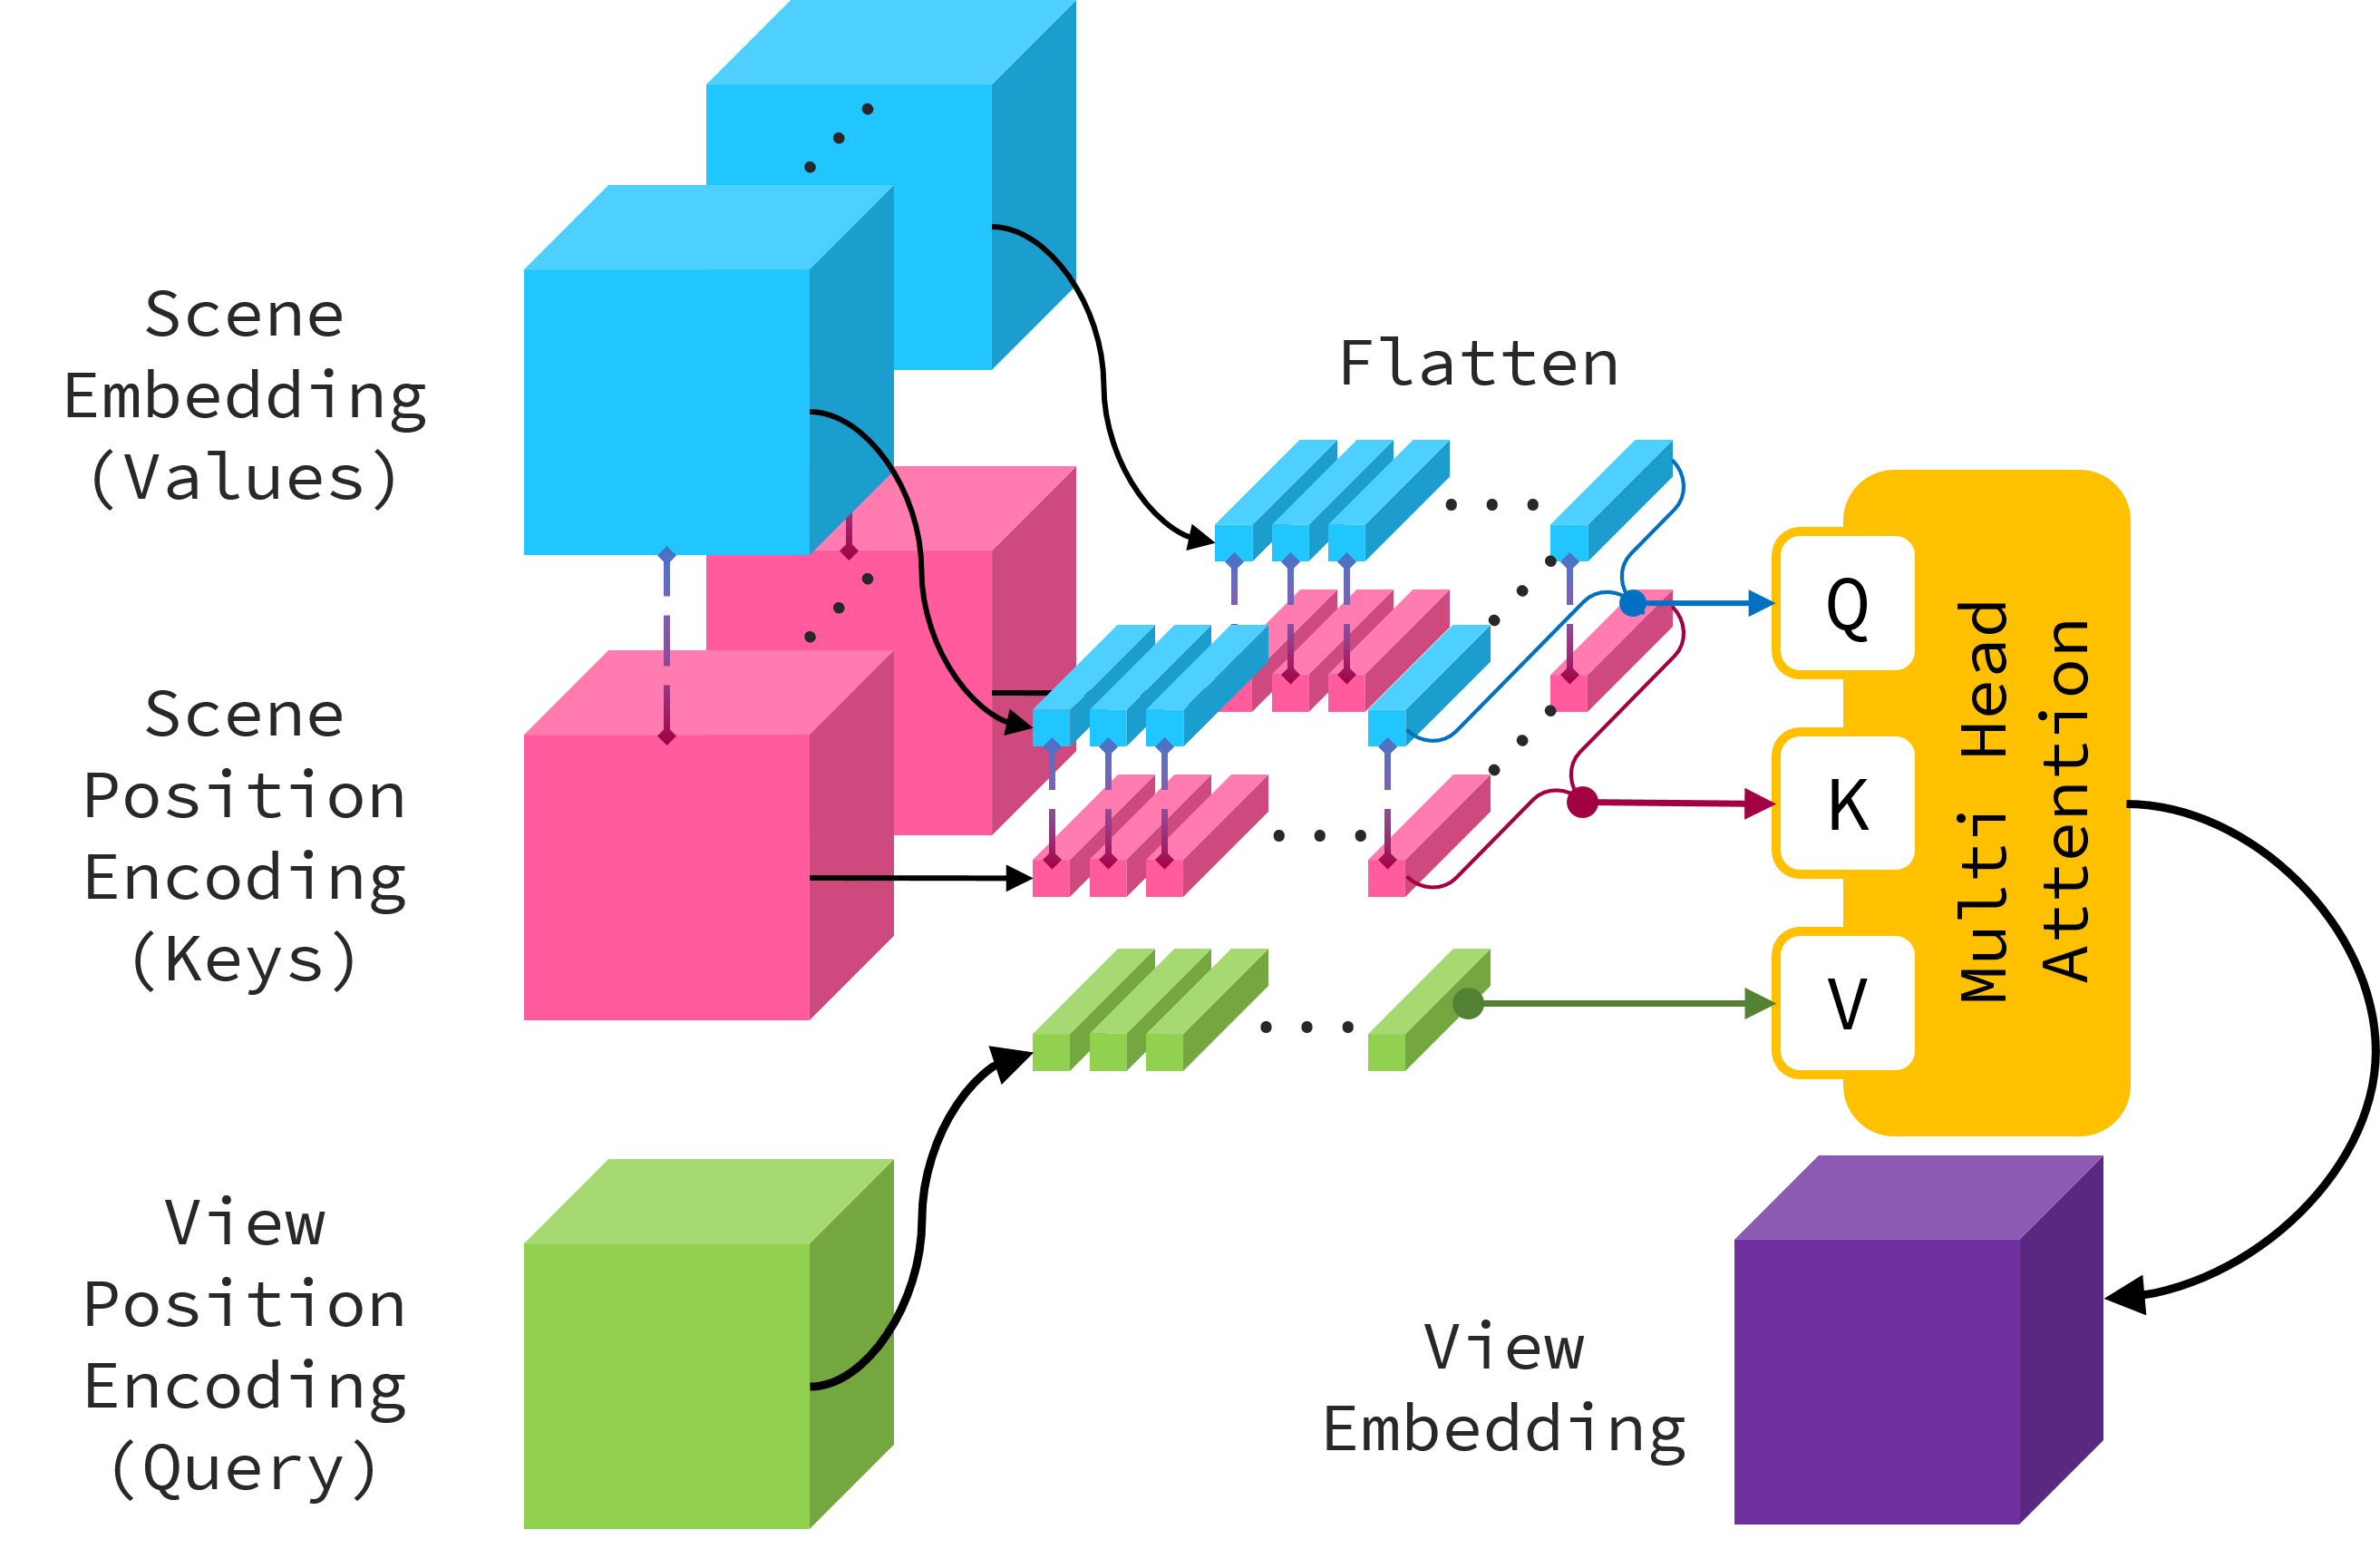 Scene
Embedding
(Values)
Scene
Position
Encoding
(Keys)
View
Position
Encoding
(Query)
Flatten
Q
K
V
Multi Head
Attention
View
Embedding